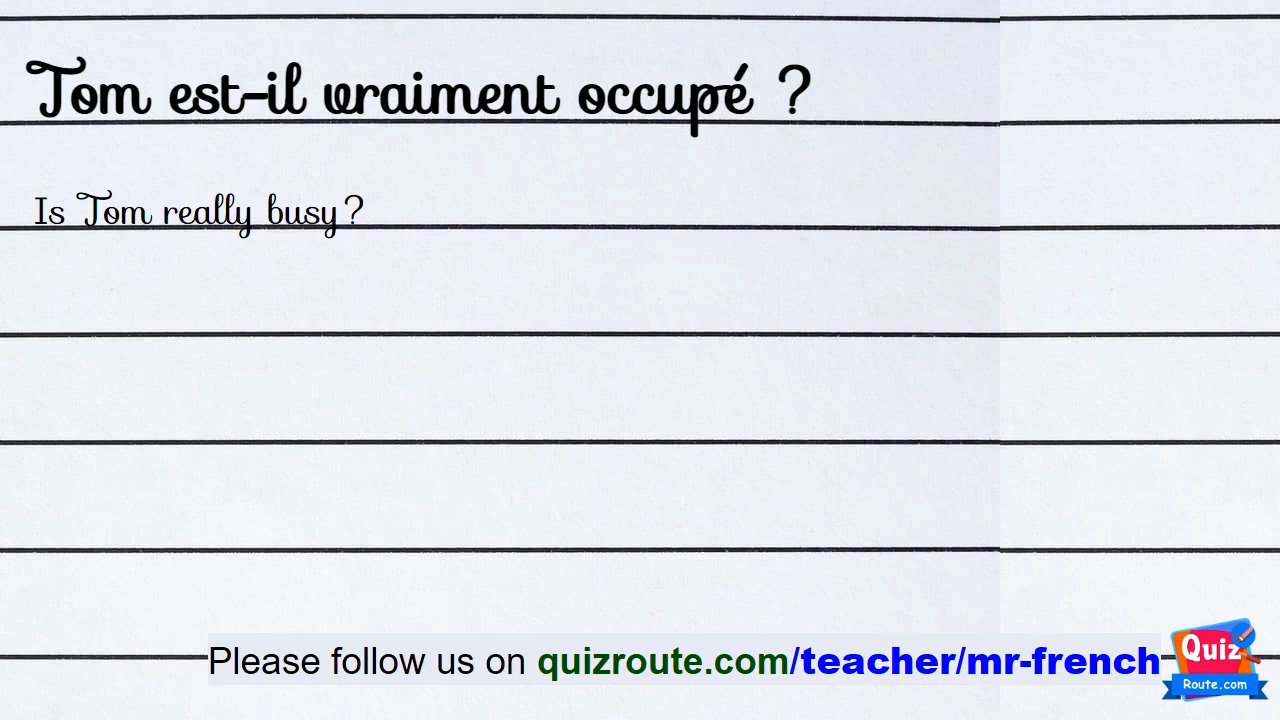 Tom est-il vraiment occupé ?
Is Tom really busy?
Please follow us on quizroute.com/teacher/mr-french
Quiz
Route.com